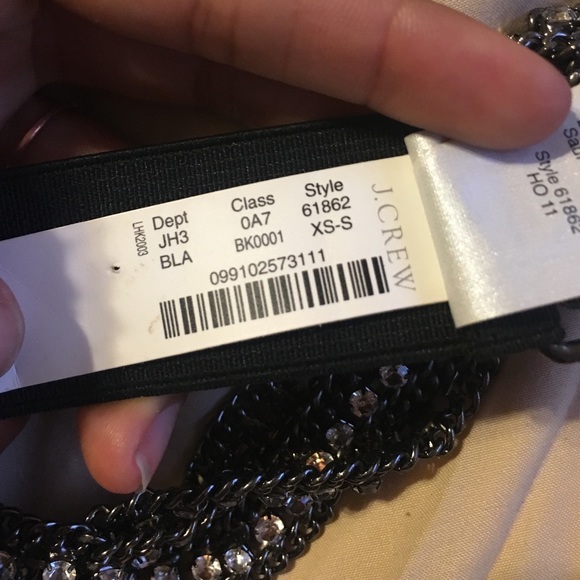 LHK2003
Dept
JH3
BLA
Class
0A7
BK0001
Style
61862
XS-S
099102573111
J.CREW
Style 61862
HO 11